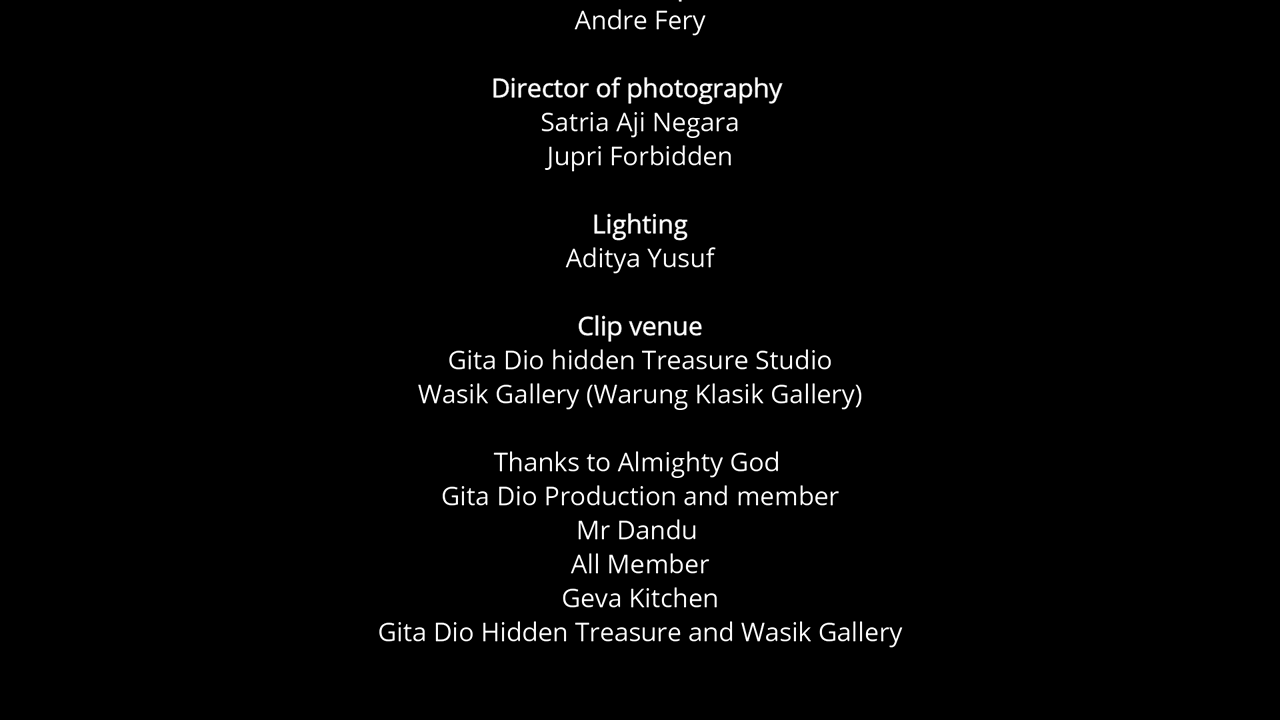 Andre Fery
Director of photography
Satria Aji Negara
Jupri Forbidden
Lighting
Aditya Yusuf
Clip venue
Gita Dio hidden Treasure Studio
Wasik Gallery (Warung Klasik Gallery)
Thanks to Almighty God
Gita Dio Production and member
Mr Dandu
All Member
Geva Kitchen
Gita Dio Hidden Treasure and Wasik Gallery